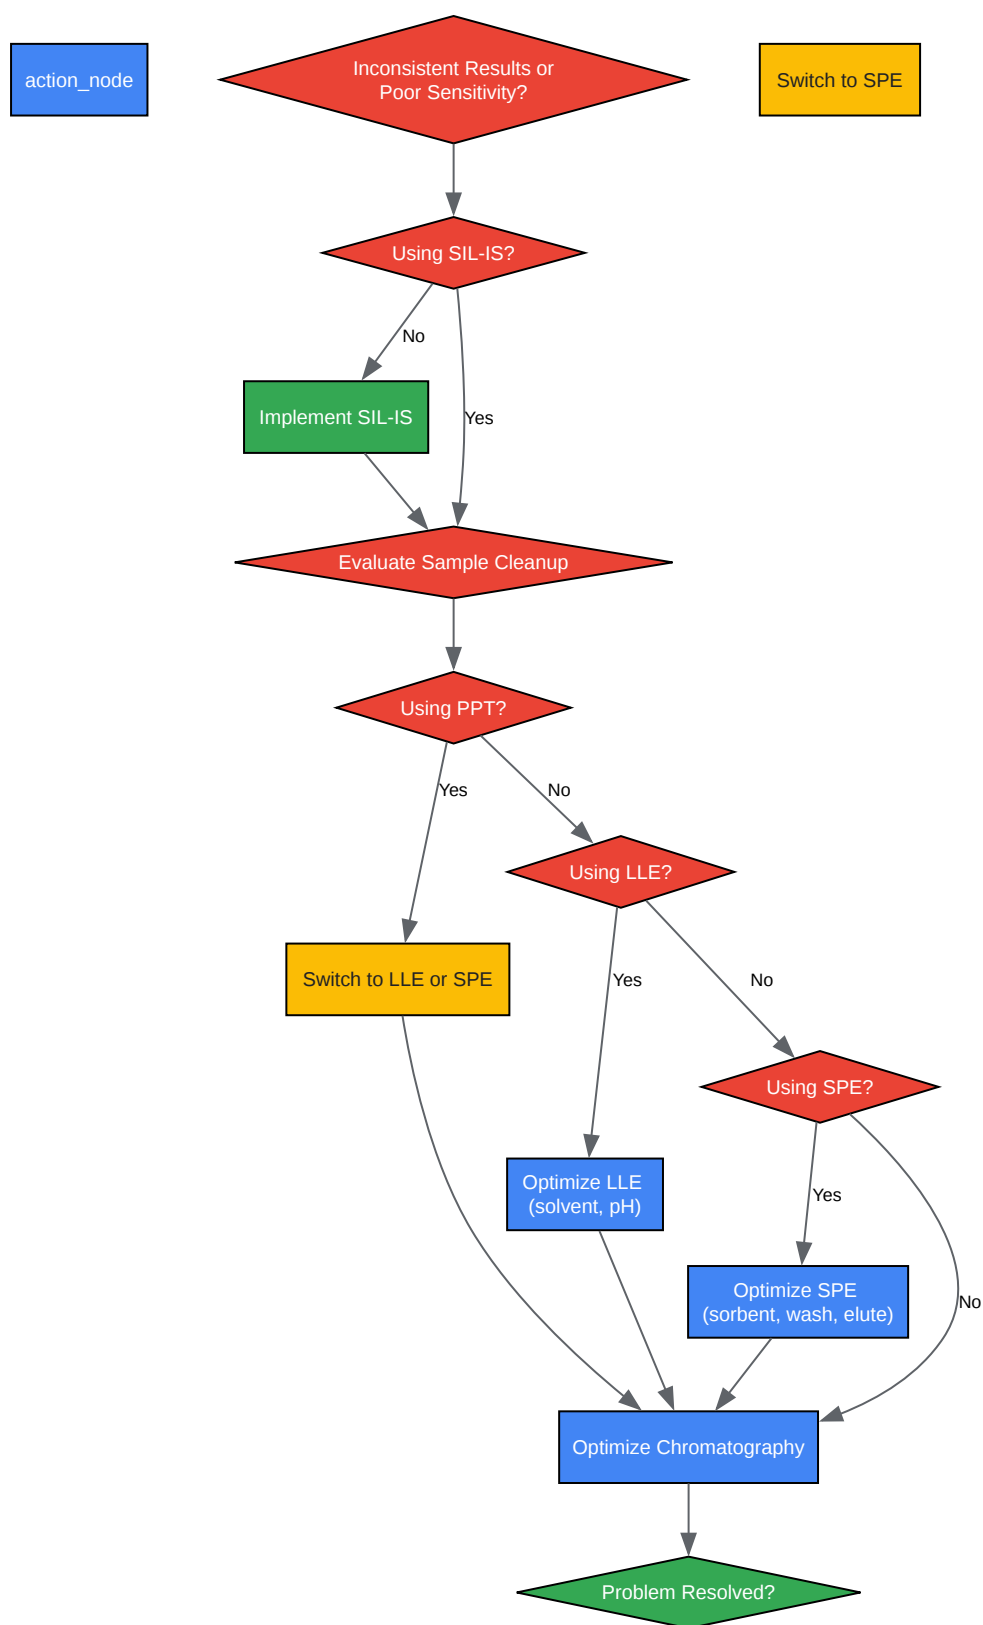 action_node
Inconsistent Results or
Poor Sensitivity?
Switch to SPE
Using SIL-IS?
No
Implement SIL-IS
Yes
Evaluate Sample Cleanup
Using PPT?
Yes
No
Using LLE?
Switch to LLE or SPE
Yes
No
Using SPE?
Optimize LLE
(solvent, pH)
Yes
Optimize SPE
(sorbent, wash, elute)
No
Optimize Chromatography
Problem Resolved?